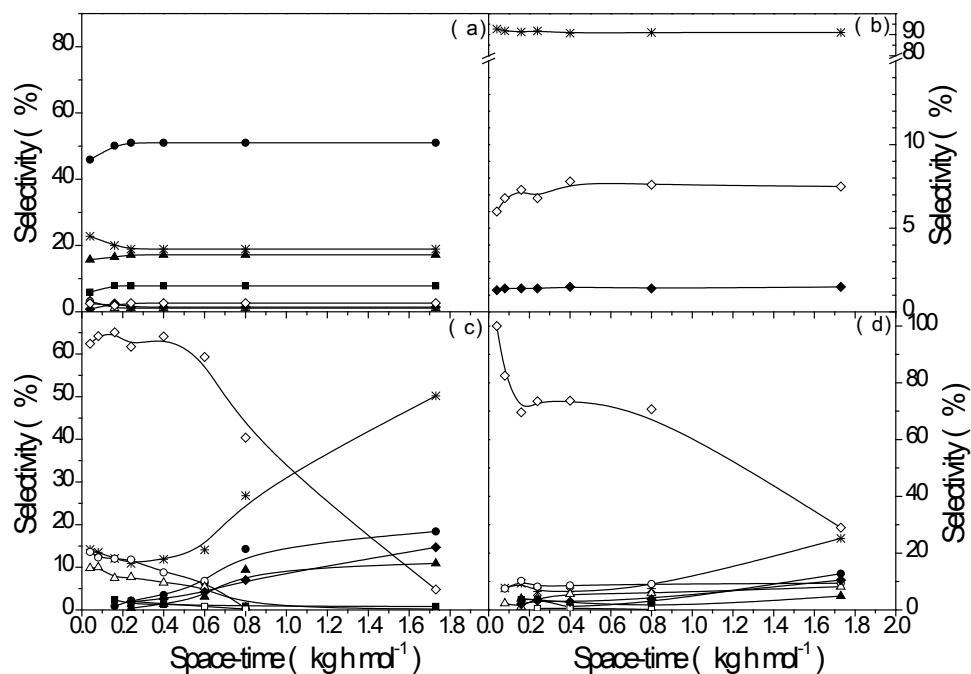 80
60
40
20
0
Selectivity ( %)
( a)
( b)
90
80
10
5
0
Selectivity ( %)
60
50
40
30
20
10
0
Selectivity ( %)
( c)
( d)
100
80
60
40
20
0
Selectivity ( %)
0.0 0.2 0.4 0.6 0.8 1.0 1.2 1.4 1.6 1.8
0.0 0.2 0.4 0.6 0.8 1.0 1.2 1.4 1.6 1.8 2.0
Space-time ( kg h mol⁻¹)
Space-time ( kg h mol⁻¹)